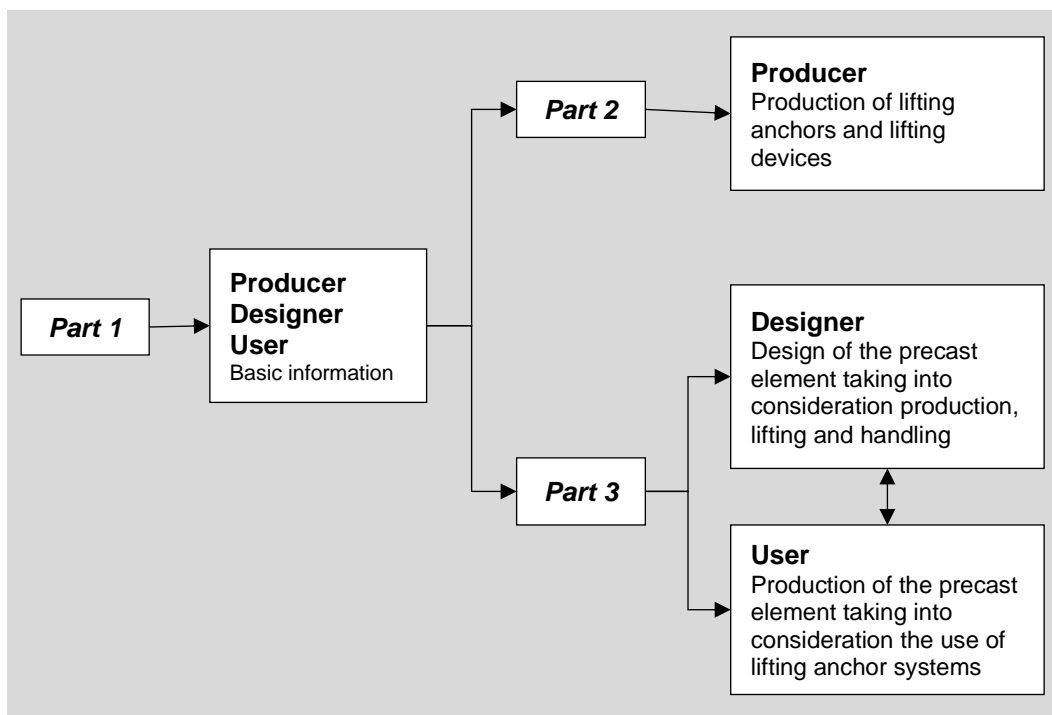 Part 1
Producer
Designer
User
Basic information
Part 2
Producer
Production of lifting
anchors and lifting
devices
Part 3
Designer
Design of the precast
element taking into
consideration production,
lifting and handling
User
Production of the precast
element taking into
consideration the use of
lifting anchor systems